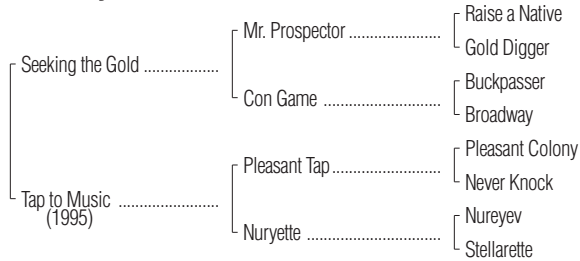 Raise a Native
Mr. Prospector ....................
Gold Digger
Seeking the Gold ................
Buckpasser
Con Game ..........................
Broadway
Pleasant Colony
Pleasant Tap.......................
Never Knock
Tap to Music .....................
(1995)
Nureyev
Nuryette .............................
Stellarette